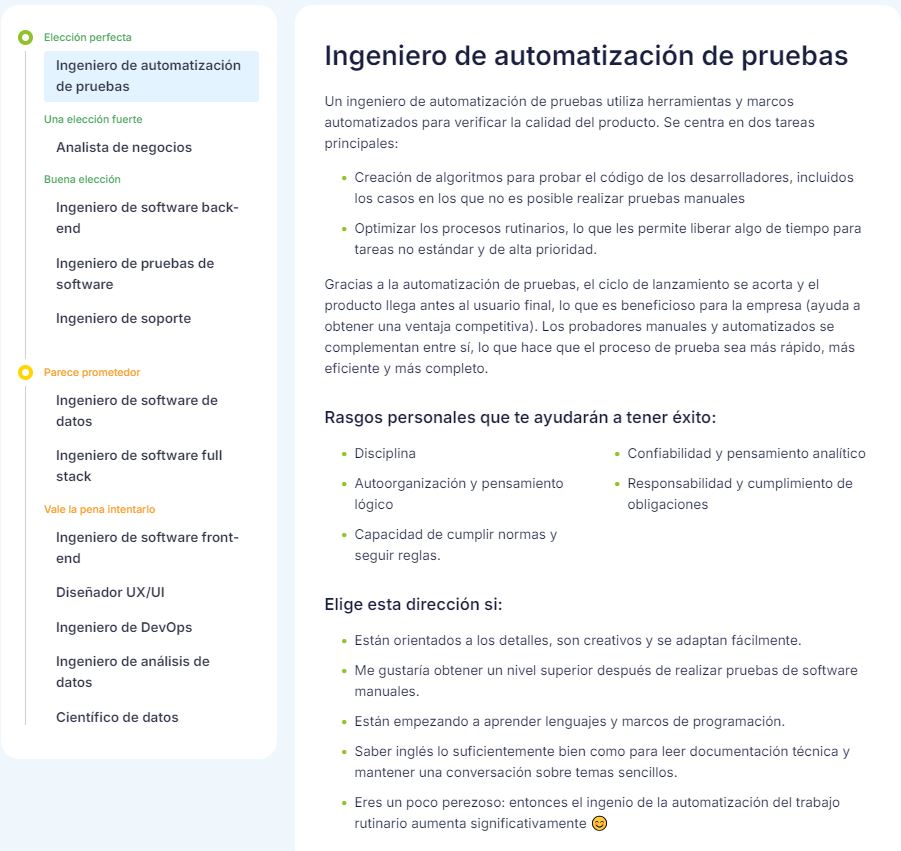 Elección perfecta
Ingeniero de automatización
de pruebas
Una elección fuerte
Analista de negocios
Buena elección
Ingeniero de software back-
end
Ingeniero de pruebas de
software
Ingeniero de soporte
Parece prometedor
Ingeniero de software de
datos
Ingeniero de software full
stack
Vale la pena intentarlo
Ingeniero de software front-
end
Diseñador UX/UI
Ingeniero de DevOps
Ingeniero de análisis de
datos
Científico de datos
Ingeniero de automatización de pruebas
Un ingeniero de automatización de pruebas utiliza herramientas y marcos
automatizados para verificar la calidad del producto. Se centra en dos tareas
principales:
Creación de algoritmos para probar el código de los desarrolladores, incluidos
los casos en los que no es posible realizar pruebas manuales
Optimizar los procesos rutinarios, lo que les permite liberar algo de tiempo para
tareas no estándar y de alta prioridad.
Gracias a la automatización de pruebas, el ciclo de lanzamiento se acorta y el
producto llega antes al usuario final, lo que es beneficioso para la empresa (ayuda a
obtener una ventaja competitiva). Los probadores manuales y automatizados se
complementan entre sí, lo que hace que el proceso de prueba sea más rápido, más
eficiente y más completo.
Rasgos personales que te ayudarán a tener éxito:
Disciplina
Autoorganización y pensamiento
lógico
Capacidad de cumplir normas y
seguir reglas.
Confiabilidad y pensamiento analítico
Responsabilidad y cumplimiento de
obligaciones
Elige esta dirección si:
Están orientados a los detalles, son creativos y se adaptan fácilmente.
Me gustaría obtener un nivel superior después de realizar pruebas de software
manuales.
Están empezando a aprender lenguajes y marcos de programación.
Saber inglés lo suficientemente bien como para leer documentación técnica y
mantener una conversación sobre temas sencillos.
Eres un poco perezoso: entonces el ingenio de la automatización del trabajo
rutinario aumenta significativamente 😊